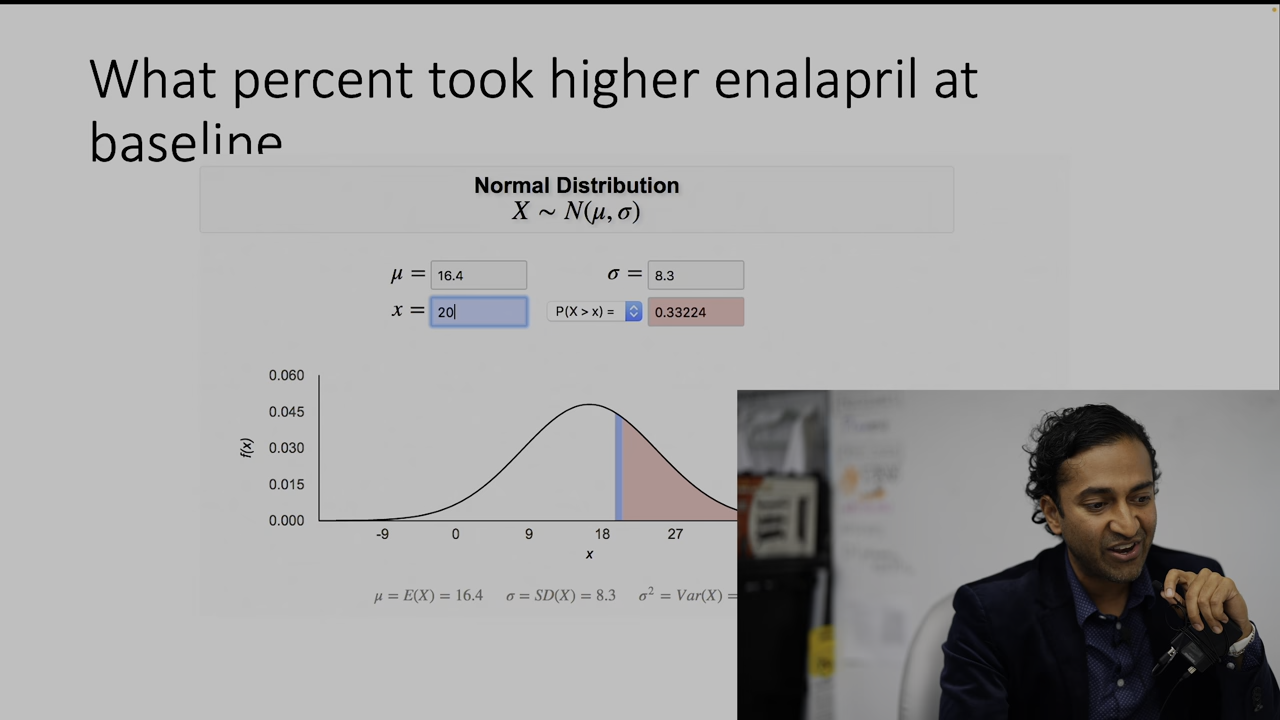 What percent took higher enalapril at
baseline
Normal Distribution
X ~ N(μ, σ)
μ = 16.4 σ = 8.3
x = 20 P(X > x) = 0.33224
0.060
0.045
0.030
0.015
0.000
f(x)
-9 0 9 18 27
x
μ = E(X) = 16.4 σ = SD(X) = 8.3 σ² = Var(X) =